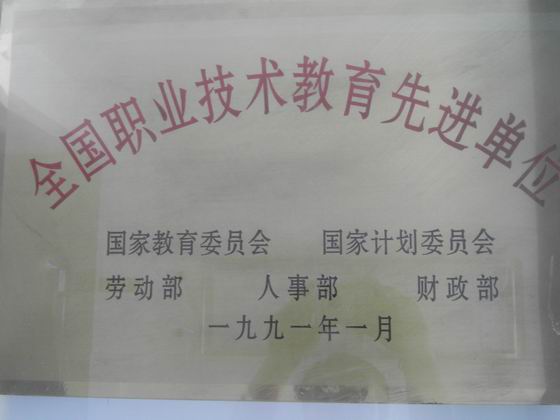 全国职业技术教育先进单位
国家教育委员会 国家计划委员会
劳动部 人事部 财政部
一九九一年一月